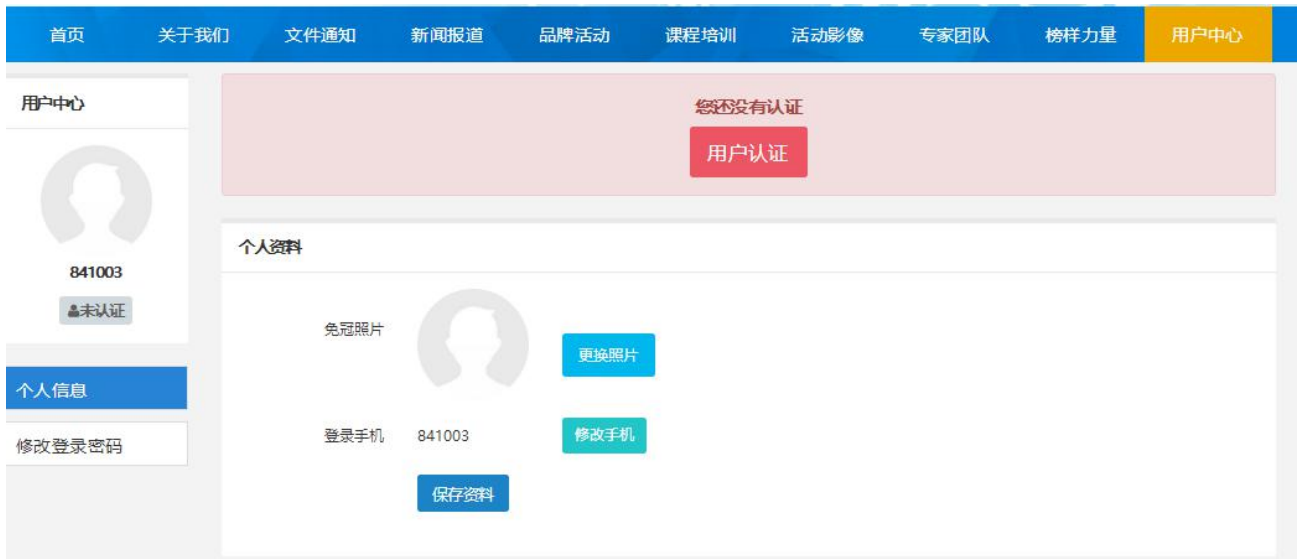 首页 关于我们 文件通知 新闻报道 品牌活动 课程培训 活动影像 专家团队 榜样力量 用户中心
用户中心
841003
未认证
个人信息
修改登录密码
您还没有认证
用户认证
个人资料
免冠照片
更换照片
登录手机 841003 修改手机
保存资料